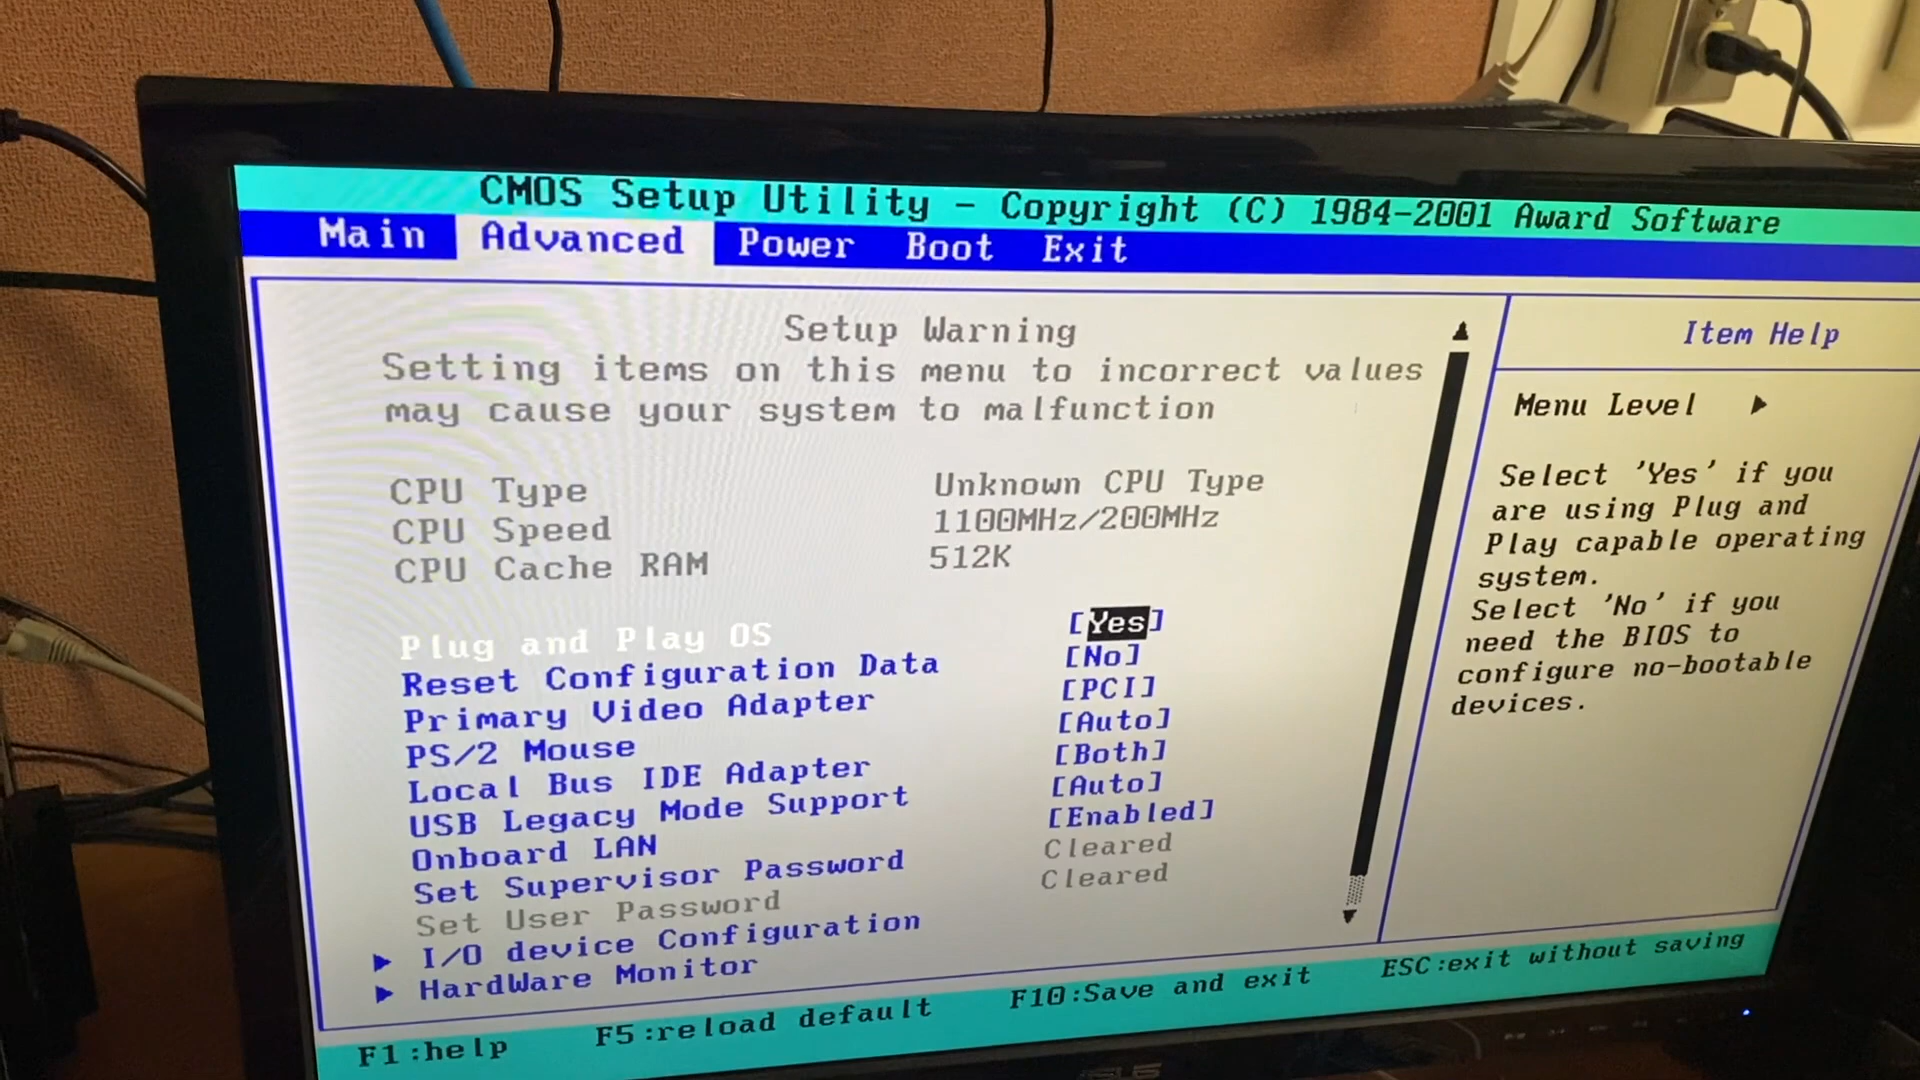 CMOS Setup Utility - Copyright (C) 1984-2001 Award Software
Main Advanced Power Boot Exit
Setup Warning
Setting items on this menu to incorrect values
may cause your system to malfunction
CPU Type Unknown CPU Type
CPU Speed 1100MHz/200MHz
CPU Cache RAM 512K
Plug and Play OS [Yes]
Reset Configuration Data [No]
Primary Video Adapter [PCI]
PS/2 Mouse [Auto]
Local Bus IDE Adapter [Both]
USB Legacy Mode Support [Auto]
Onboard LAN [Enabled]
Set Supervisor Password Cleared
Set User Password Cleared
I/O device Configuration
HardWare Monitor
Item Help
Menu Level
Select 'Yes' if you
are using Plug and
Play capable operating
system.
Select 'No' if you
need the BIOS to
configure no-bootable
devices.
F1:help F5:reload default F10:Save and exit ESC:exit without saving
ASUS